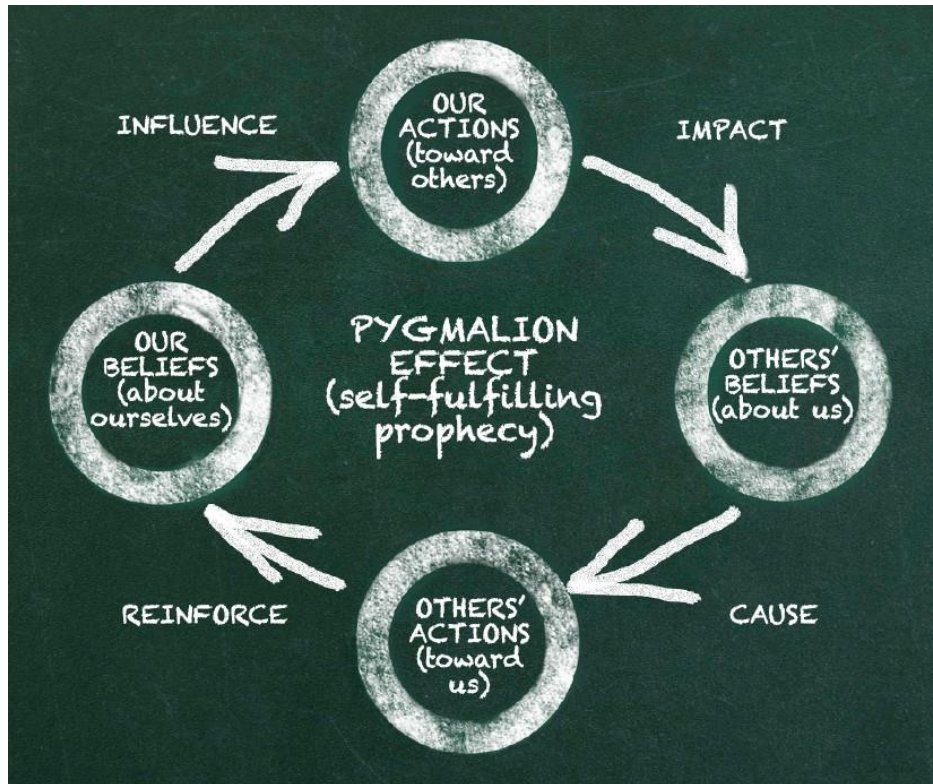 INFLUENCE
OUR
ACTIONS
(toward
others)
IMPACT
OUR
BELIEFS
(about
ourselves)
PYGMALION
EFFECT
(self-fulfilling
prophecy)
OTHERS'
BELIEFS
(about us)
REINFORCE
OTHERS'
ACTIONS
(toward
us)
CAUSE